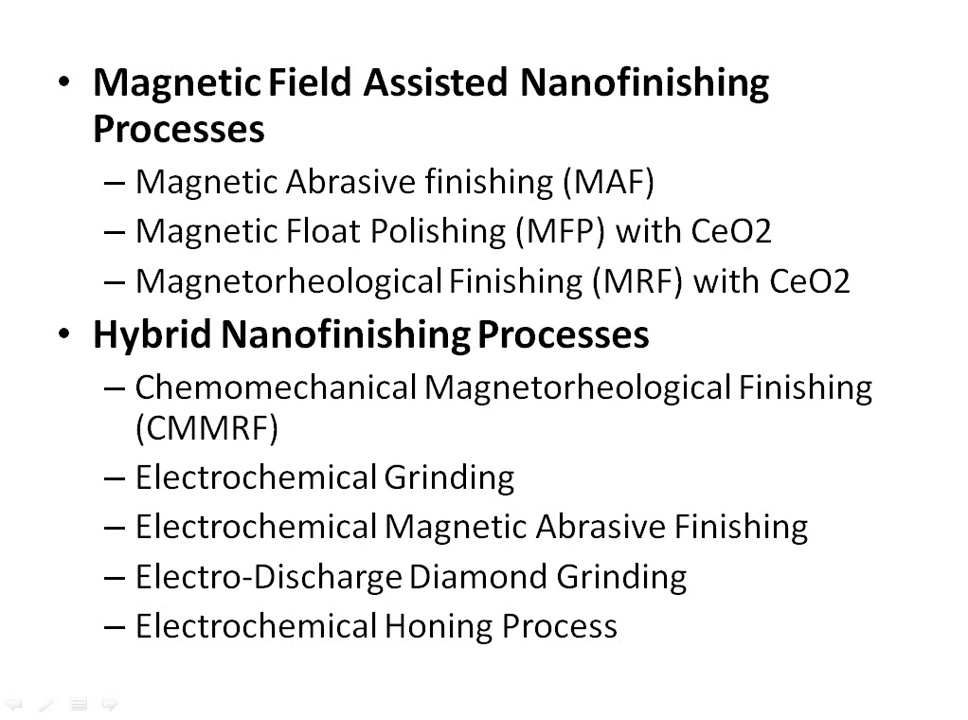 • Magnetic Field Assisted Nanofinishing
Processes
– Magnetic Abrasive finishing (MAF)
– Magnetic Float Polishing (MFP) with CeO2
– Magnetorheological Finishing (MRF) with CeO2
• Hybrid Nanofinishing Processes
– Chemomechanical Magnetorheological Finishing
(CMMRF)
– Electrochemical Grinding
– Electrochemical Magnetic Abrasive Finishing
– Electro-Discharge Diamond Grinding
– Electrochemical Honing Process